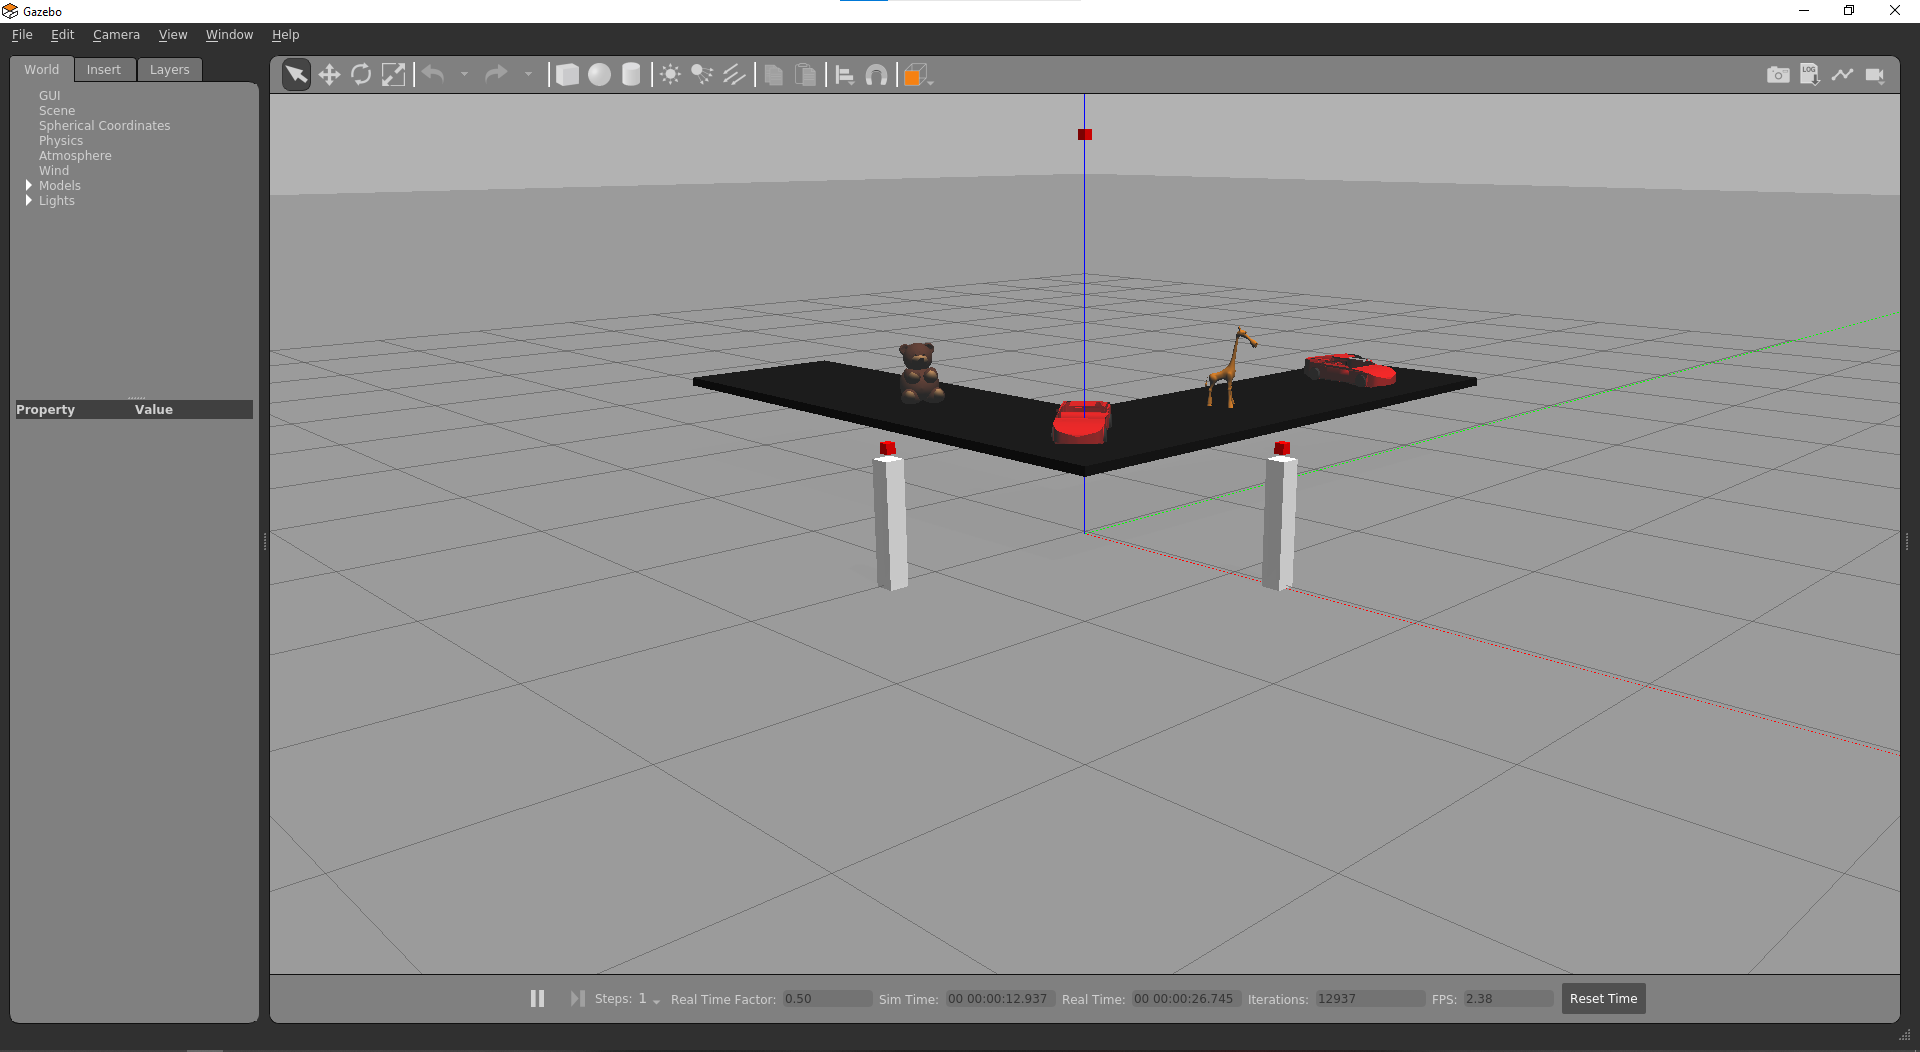 Gazebo
File Edit Camera View Window Help
World Insert Layers
LOG
GUI
Scene
Spherical Coordinates
Physics
Atmosphere
Wind
Models
Lights
Property Value
Steps: 1 Real Time Factor: 0.50 Sim Time: 00 00:00:12.937 Real Time: 00 00:00:26.745 Iterations: 12937 FPS: 2.38 Reset Time